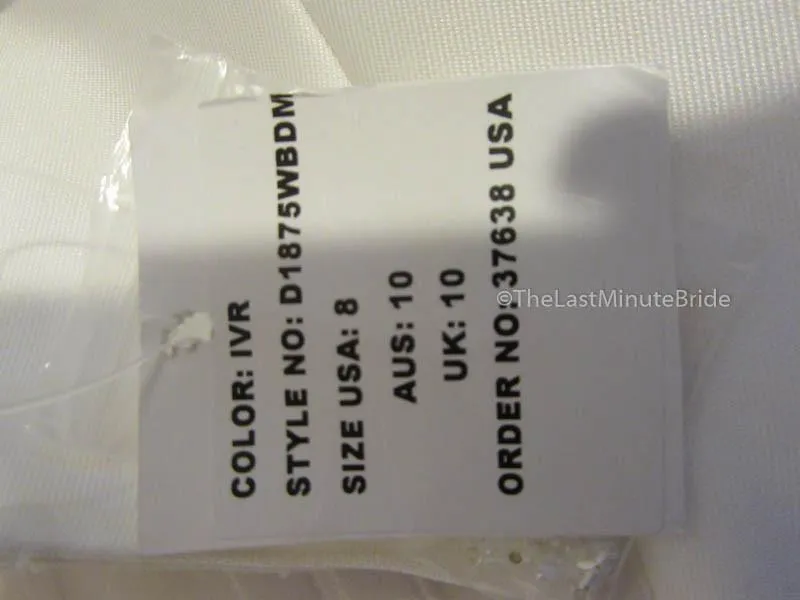 COLOR: IVR
STYLE NO: D1875WBDM
SIZE USA: 8
AUS: 10
UK: 10
ORDER NO: 37638 USA
©TheLastMinuteBride